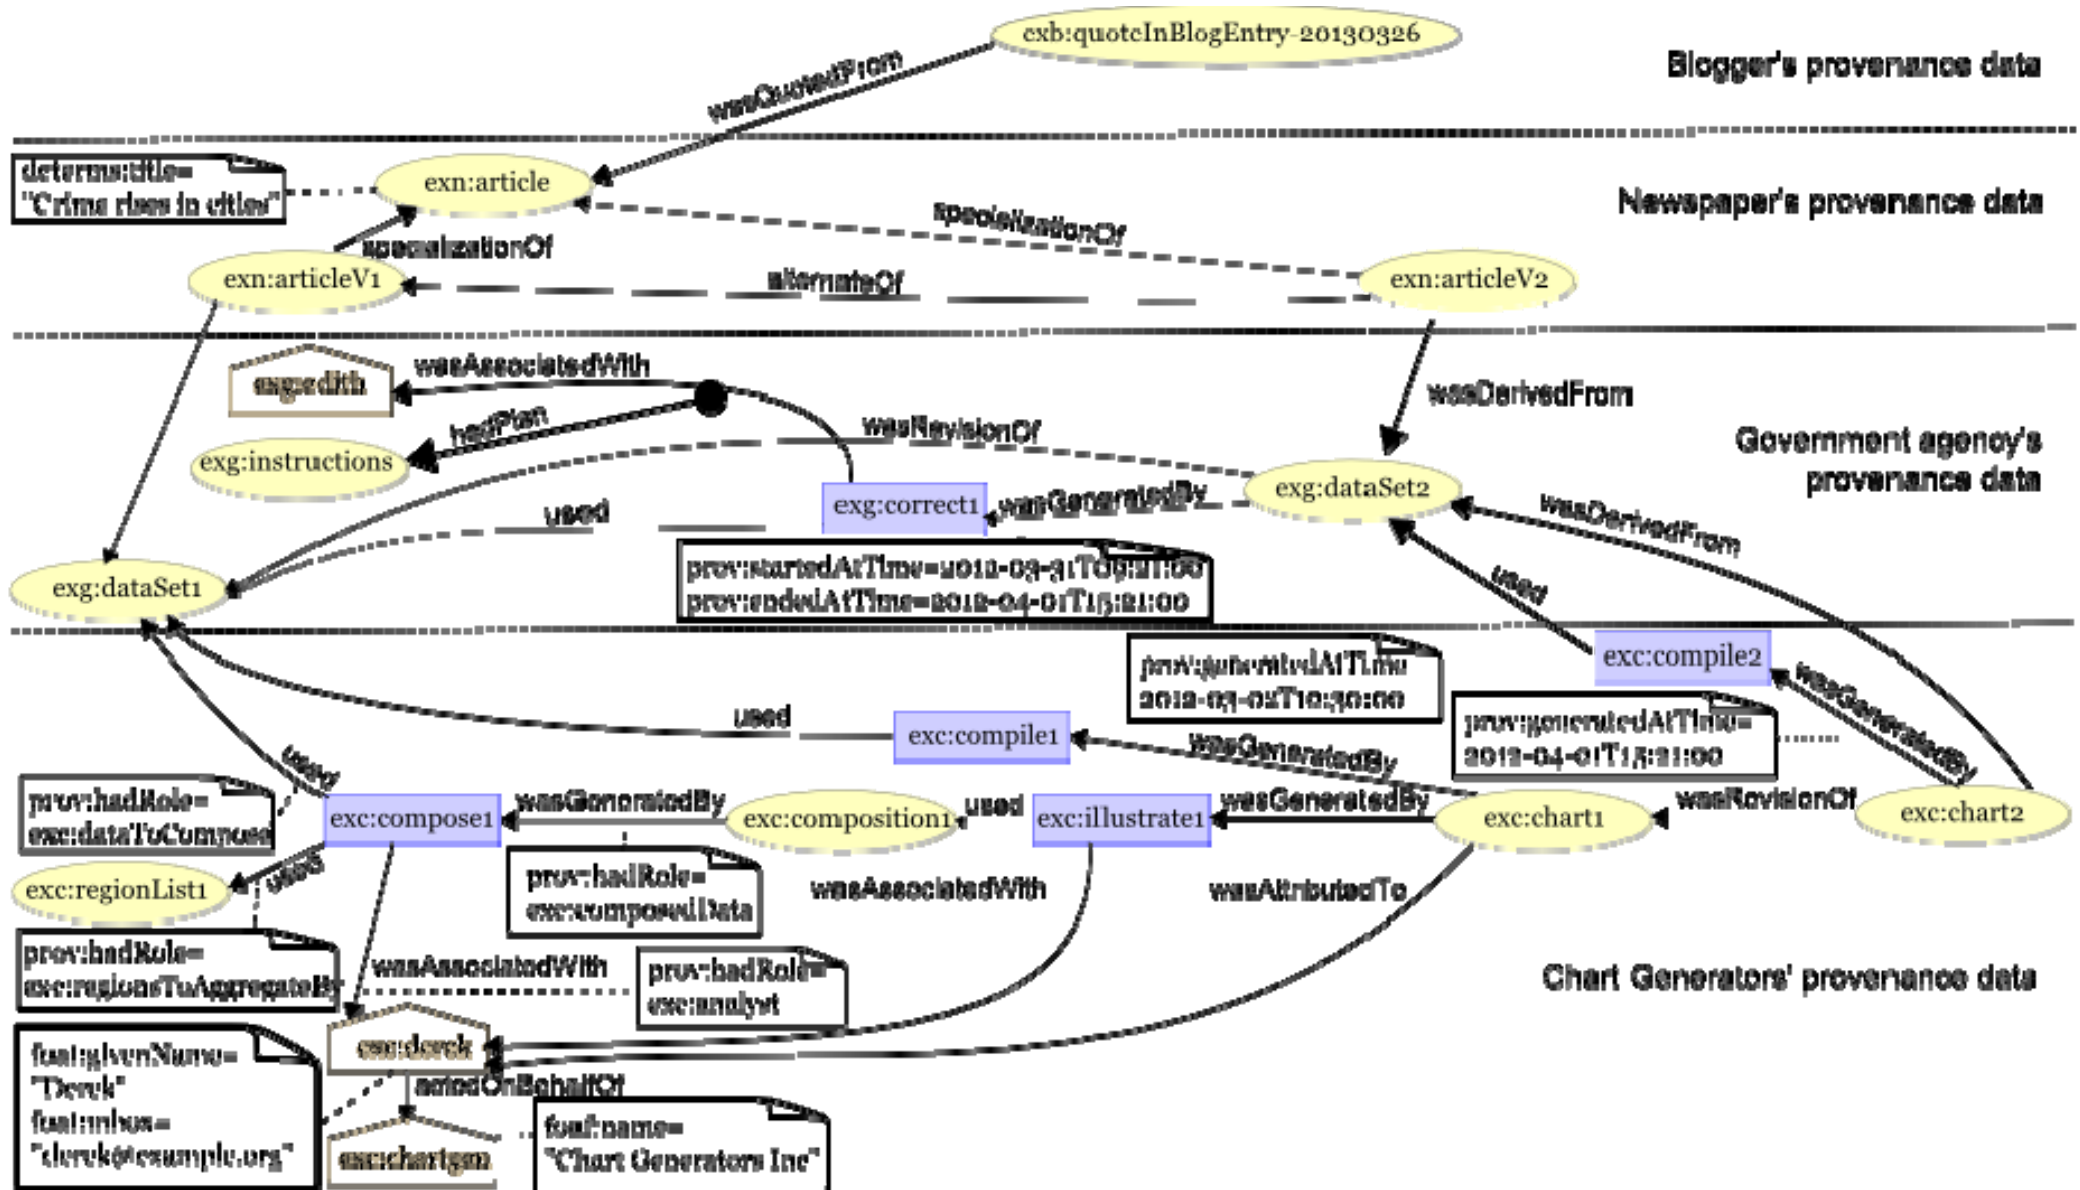 exb:quoteInBlogEntry-20130326
wasQuotedFrom
Blogger's provenance data
dcterms:title=
"Crime rises in cities"
exn:article
Newspaper's provenance data
specializationOf
specializationOf
exn:articleV1
alternateOf
exn:articleV2
exg:edith
wasAssociatedWith
wasDerivedFrom
hadPlan
wasRevisionOf
Government agency's
provenance data
exg:instructions
exg:dataSet2
used
exg:correct1
wasGeneratedBy
wasDerivedFrom
prov:startedAtTime=2012-03-31T09:21:00
prov:endedAtTime=2012-04-01T15:21:00
exg:dataSet1
used
prov:generatedAtTime
2012-03-02T10:30:00
exc:compile2
wasGeneratedBy
used
exc:compile1
wasGeneratedBy
prov:generatedAtTime=
2012-04-01T15:21:00
used
prov:hadRole=
exc:dataToCompose
exc:compose1
wasGeneratedBy
exc:composition1
used
exc:illustrate1
wasGeneratedBy
exc:chart1
wasRevisionOf
exc:chart2
exc:regionList1
used
prov:hadRole=
exc:composedData
wasAssociatedWith
wasAttributedTo
prov:hadRole=
exc:regionsToAggregateBy
wasAssociatedWith
prov:hadRole=
exc:analyst
Chart Generators' provenance data
foaf:givenName=
"Derek"
foaf:mbox=
"derek@example.org"
exc:derek
actedOnBehalfOf
exc:chartgen
foaf:name=
"Chart Generators Inc"